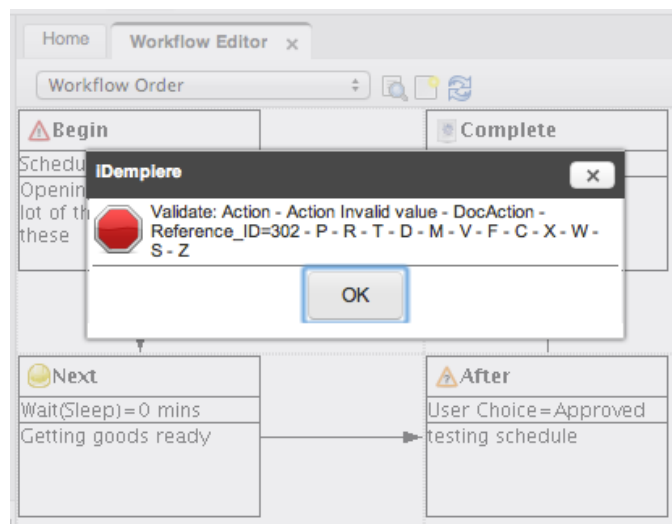 Home Workflow Editor x
Workflow Order
Begin Complete
Schedu
iDempiere
Openin
lot of th
these
Validate: Action - Action Invalid value - DocAction -
Reference_ID=302 - P - R - T - D - M - V - F - C - X - W -
S - Z
OK
Next After
Wait(Sleep)=0 mins User Choice=Approved
Getting goods ready testing schedule